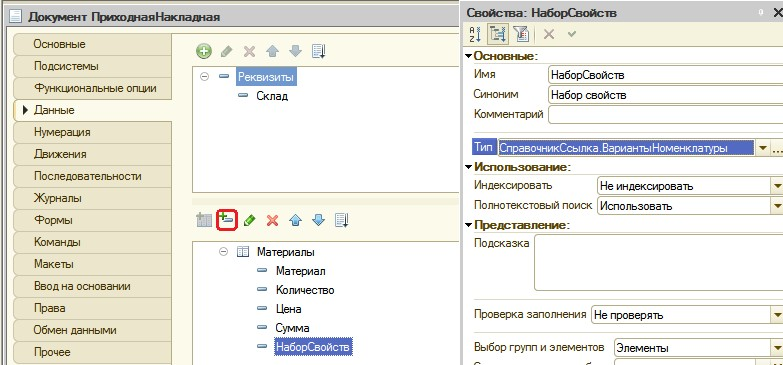 Документ ПриходнаяНакладная
Основные
Подсистемы
Функциональные опции
Данные
Нумерация
Движения
Последовательности
Журналы
Формы
Команды
Макеты
Ввод на основании
Права
Обмен данными
Прочее
Реквизиты
Склад
Материалы
Материал
Количество
Цена
Сумма
НаборСвойств
Свойства: НаборСвойств
Основные:
Имя НаборСвойств
Синоним Набор свойств
Комментарий
Тип СправочникСсылка.ВариантыНоменклатуры ...
Использование:
Индексировать Не индексировать
Полнотекстовый поиск Использовать
Представление:
Подсказка
Проверка заполнения Не проверять
Выбор групп и элементов Элементы